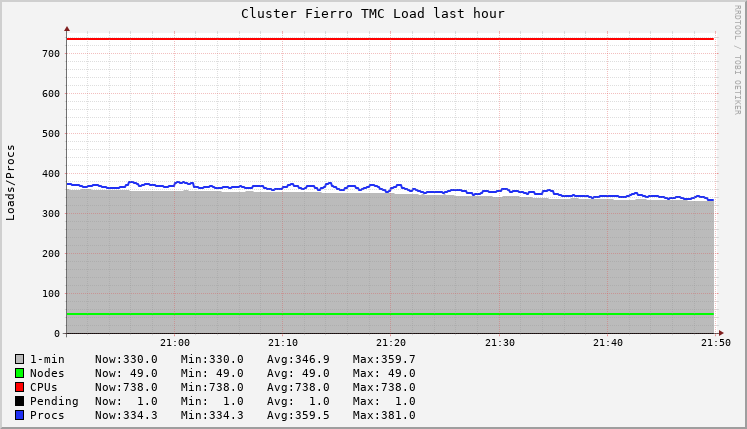 Cluster Fierro TMC Load last hour
RRDTOOL / TOBI OETIKER
Loads/Procs
700
600
500
400
300
200
100
0
21:00 21:10 21:20 21:30 21:40 21:50
1-min Now:330.0 Min:330.0 Avg:346.9 Max:359.7
Nodes Now: 49.0 Min: 49.0 Avg: 49.0 Max: 49.0
CPUs Now:738.0 Min:738.0 Avg:738.0 Max:738.0
Pending Now: 1.0 Min: 1.0 Avg: 1.0 Max: 1.0
Procs Now:334.3 Min:334.3 Avg:359.5 Max:381.0